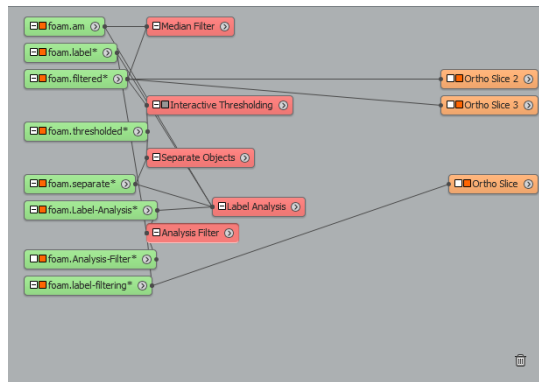 foam.am
Median Filter
foam.label*
foam.filtered*
Ortho Slice 2
Interactive Thresholding
Ortho Slice 3
foam.thresholded*
Separate Objects
foam.separate*
Ortho Slice
foam.Label-Analysis*
Label Analysis
Analysis Filter
foam.Analysis-Filter*
foam.label-filtering*